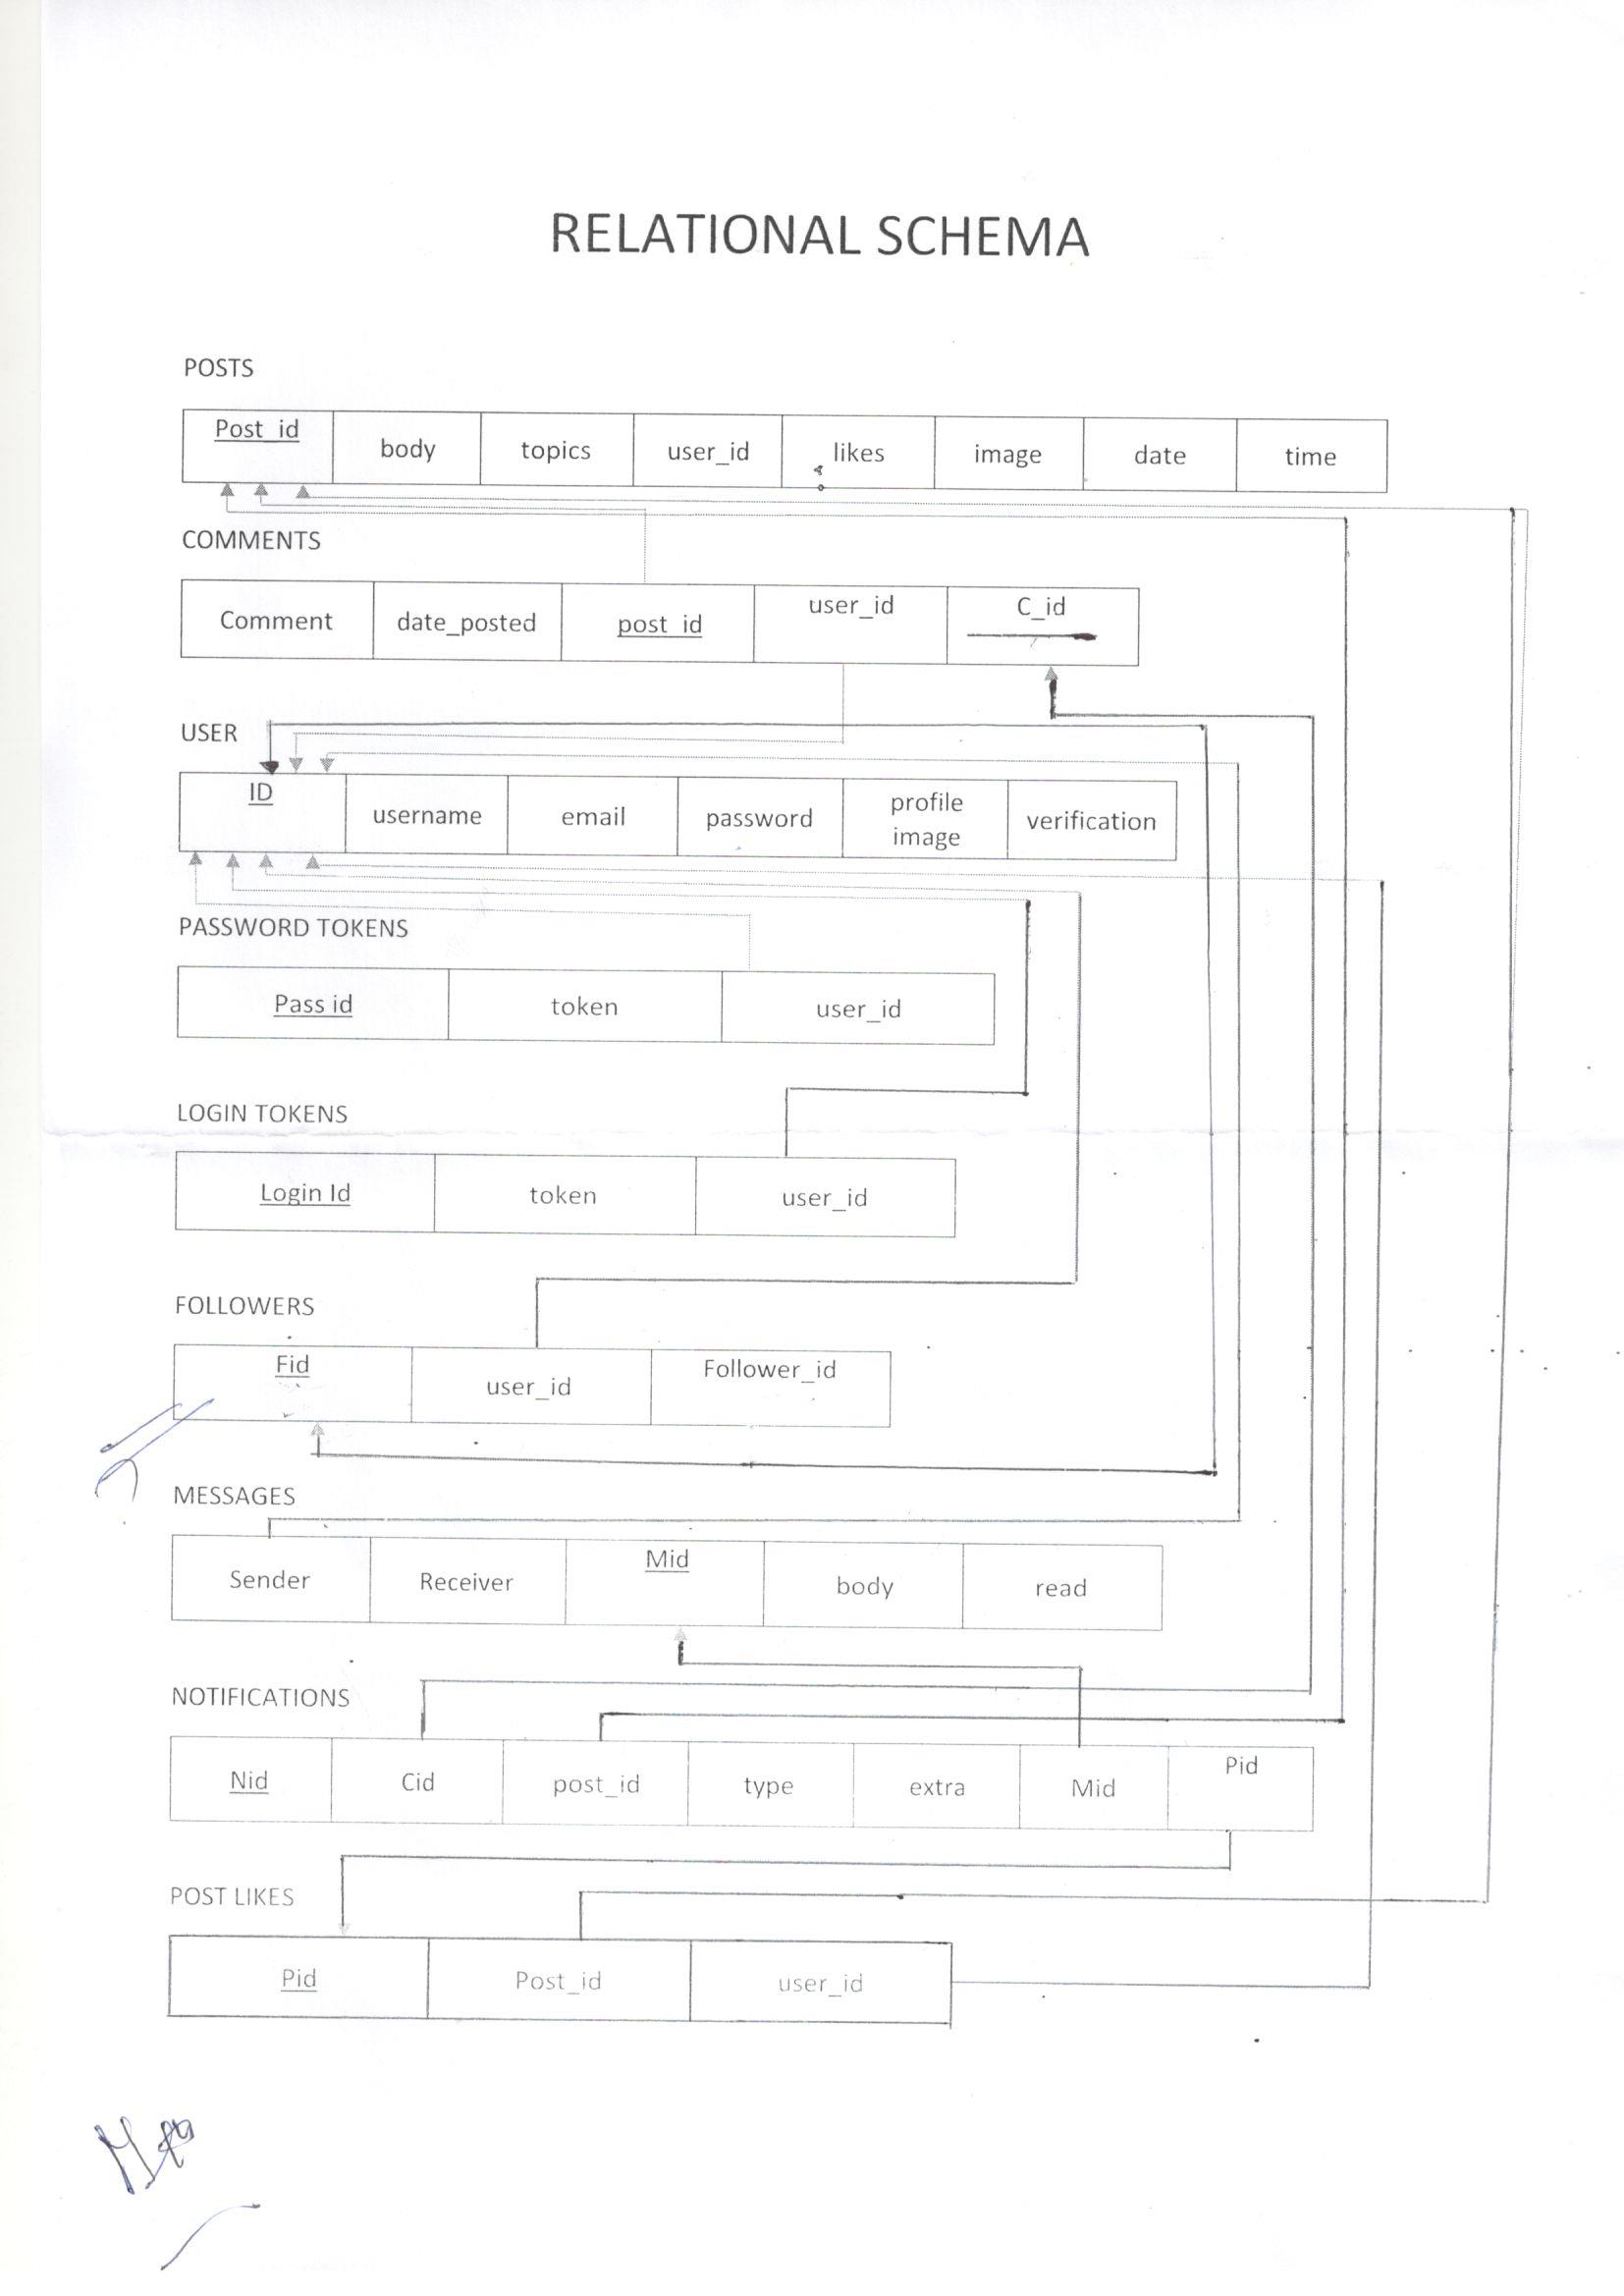 RELATIONAL SCHEMA
POSTS
Post_id body topics user_id likes image date time
COMMENTS
Comment date_posted post_id user_id C_id
USER
ID username email password profile image verification
PASSWORD TOKENS
Pass id token user_id
LOGIN TOKENS
Login Id token user_id
FOLLOWERS
Fid user_id Follower_id
MESSAGES
Sender Receiver Mid body read
NOTIFICATIONS
Nid Cid post_id type extra Mid Pid
POST LIKES
Pid Post_id user_id